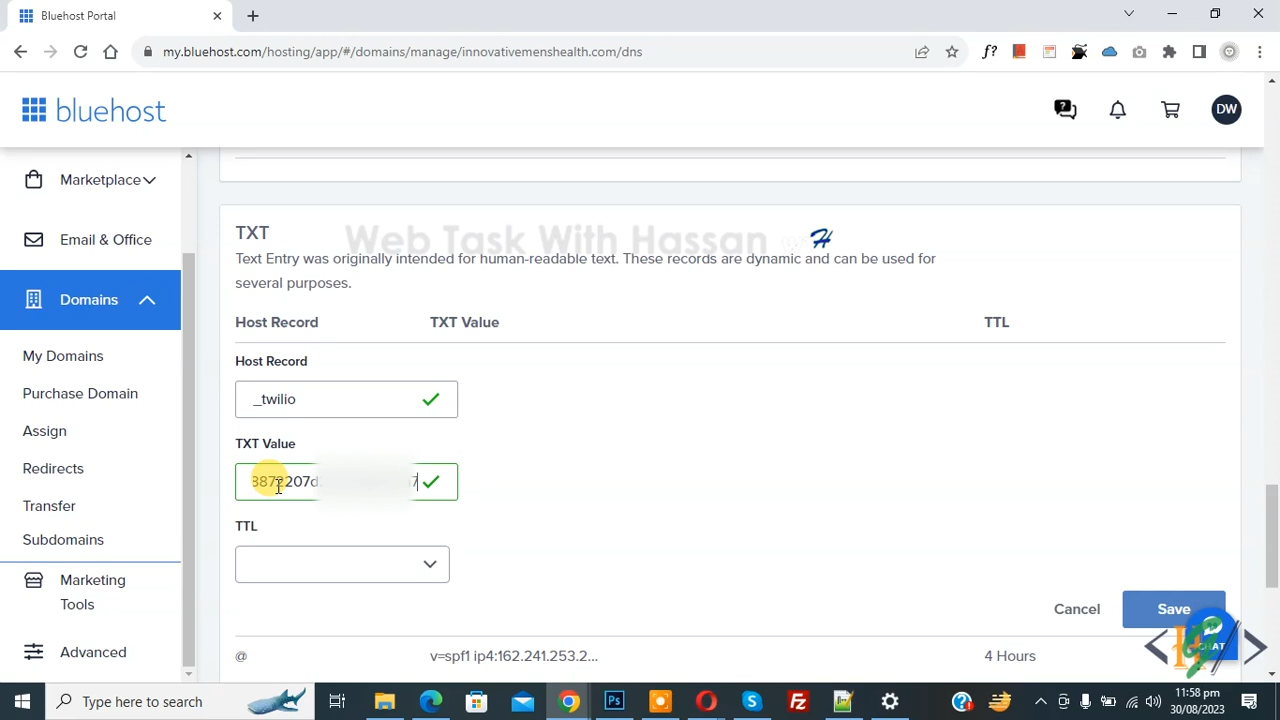 Bluehost Portal
my.bluehost.com/hosting/app/#/domains/manage/innovativemenshealth.com/dns
f?
bluehost
DW
Marketplace
Email & Office
Domains
My Domains
Purchase Domain
Assign
Redirects
Transfer
Subdomains
Marketing
Tools
Advanced
TXT
Web Task With Hassan
Text Entry was originally intended for human-readable text. These records are dynamic and can be used for
several purposes.
Host Record TXT Value TTL
Host Record
_twilio
TXT Value
TTL
Cancel Save
CHAT
@ v=spf1 ip4:162.241.253.2... 4 Hours
Type here to search
11:58 pm
30/08/2023